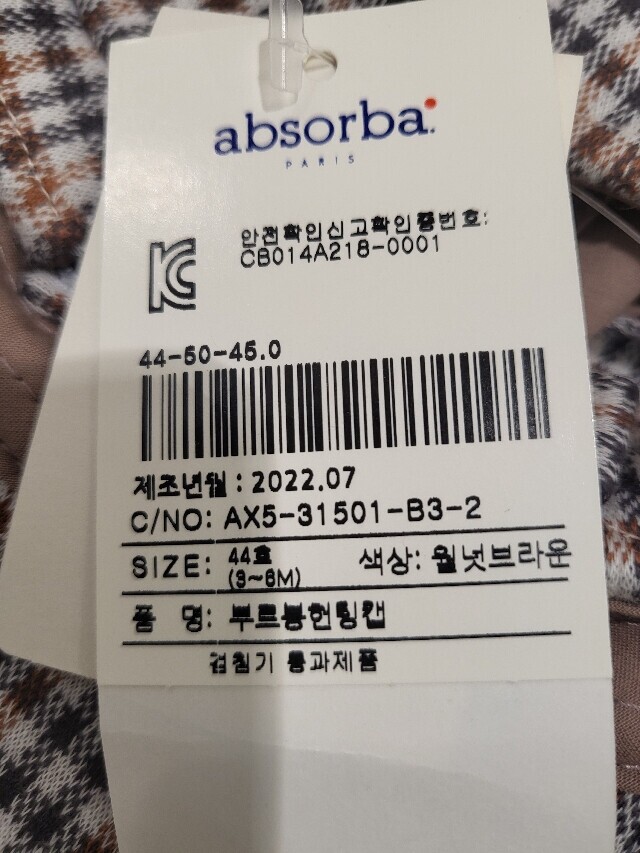 absorba.
PARIS
안전확인신고확인증번호:
CB014A218-0001
44-50-45.0
제조년월 : 2022.07
C/NO: AX5-31501-B3-2
SIZE: 44호 색상: 월넛브라운
(3~6M)
품 명: 부르봉헌팅캡
검침기 통과제품